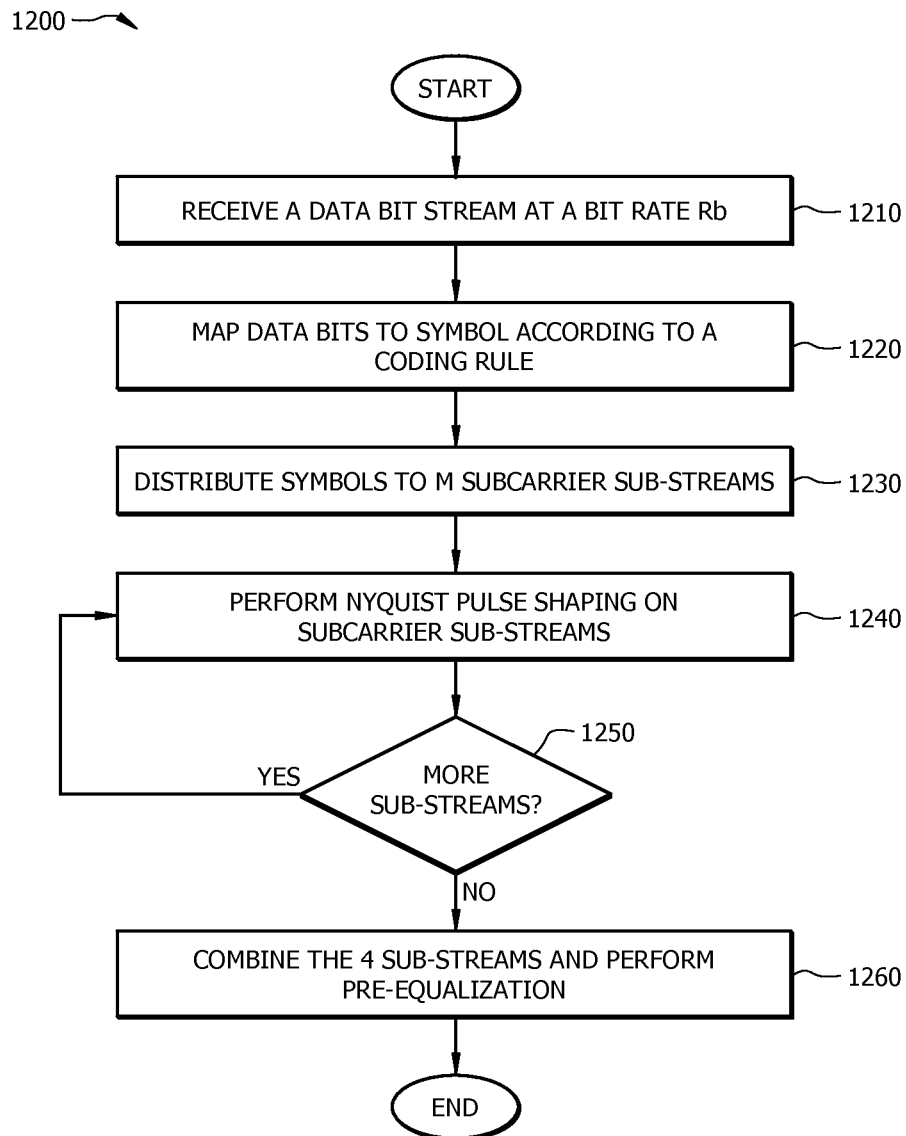 1200
START
RECEIVE A DATA BIT STREAM AT A BIT RATE Rb
1210
MAP DATA BITS TO SYMBOL ACCORDING TO A
CODING RULE
1220
DISTRIBUTE SYMBOLS TO M SUBCARRIER SUB-STREAMS
1230
PERFORM NYQUIST PULSE SHAPING ON
SUBCARRIER SUB-STREAMS
1240
1250
MORE
SUB-STREAMS?
YES
NO
COMBINE THE 4 SUB-STREAMS AND PERFORM
PRE-EQUALIZATION
1260
END